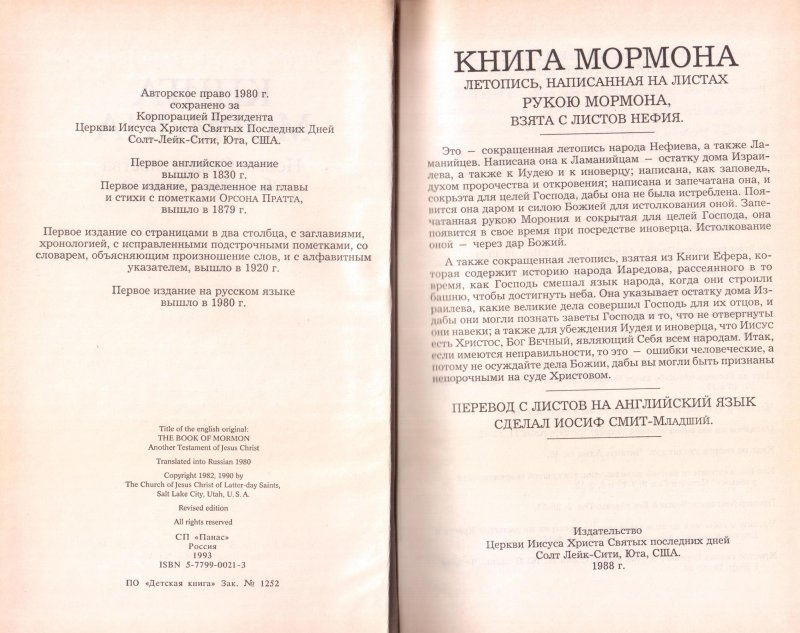 Авторское право 1980 г.
сохранено за
Корпорацией Президента
Церкви Иисуса Христа Святых Последних Дней
Солт-Лейк-Сити, Юта, США.
Первое английское издание
вышло в 1830 г.
Первое издание, разделенное на главы
и стихи с пометками Орсона Пратта,
вышло в 1879 г.
Первое издание со страницами в два столбца, с заглавиями,
хронологией, с исправленными подстрочными пометками, со
словарем, объясняющим произношение слов, и с алфавитным
указателем, вышло в 1920 г.
Первое издание на русском языке
вышло в 1980 г.
Title of the english original:
THE BOOK OF MORMON
Another Testament of Jesus Christ
Translated into Russian 1980
Copyright 1982, 1990 by
The Church of Jesus Christ of Latter-day Saints,
Salt Lake City, Utah, U. S. A.
Revised edition
All rights reserved
СП «Панас»
Россия
1993
ISBN 5-7799-0021-3
ПО «Детская книга» Зак. № 1252
КНИГА МОРМОНА
ЛЕТОПИСЬ, НАПИСАННАЯ НА ЛИСТАХ
РУКОЮ МОРМОНА,
ВЗЯТА С ЛИСТОВ НЕФИЯ.
Это — сокращенная летопись народа Нефиева, а также Ла-
манийцев. Написана она к Ламанийцам — остатку дома Израи-
лева, а также к Иудею и к иноверцу; написана, как заповедь,
духом пророчества и откровения; написана и запечатана она, и
сокрьэта для целей Господа, дабы она не была истреблена. Поя-
вится она даром и силою Божией для истолкования оной. Запе-
чатанная рукою Морония и сокрытая для целей Господа, она
появится в свое время при посредстве иноверца. Истолкование
оной — через дар Божий.
А также сокращенная летопись, взятая из Книги Ефера, ко-
торая содержит историю народа Иаредова, рассеянного в то
время, как Господь смешал язык народа, когда они строили
башню, чтобы достигнуть неба. Она указывает остатку дома Из-
раилева, какие великие дела совершил Господь для их отцов, и
дабы они могли познать заветы Господа и то, что не отвергнуты
они навеки; а также для убеждения Иудея и иноверца, что Иисус
есть Христос, Бог Вечный, являющий Себя всем народам. Итак,
если имеются неправильности, то это — ошибки человеческие, а
потому не осуждайте дела Божии, дабы вы могли быть признаны
непорочными на суде Христовом.
ПЕРЕВОД С ЛИСТОВ НА АНГЛИЙСКИЙ ЯЗЫК
СДЕЛАЛ ИОСИФ СМИТ-Младший.
Издательство
Церкви Иисуса Христа Святых последних дней
Солт Лейк-Сити, Юта, США.
1988 г.